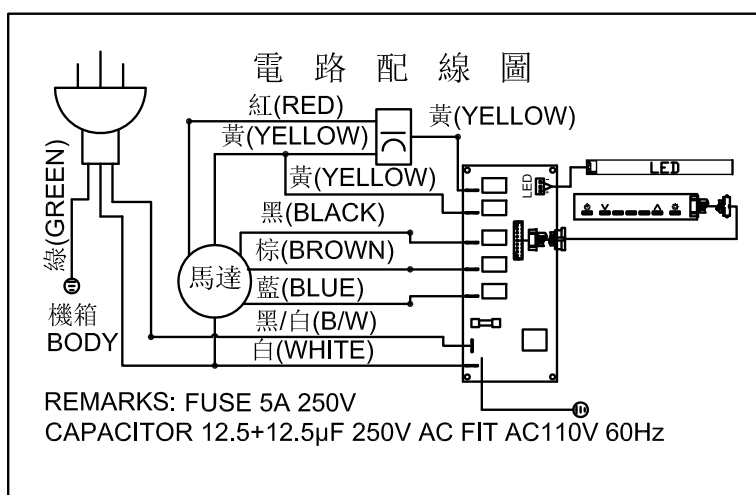 電路配線圖
紅(RED)
黃(YELLOW)
黃(YELLOW)
黃(YELLOW)
黑(BLACK)
棕(BROWN)
藍(BLUE)
黑/白(B/W)
白(WHITE)
綠(GREEN)
機箱
BODY
馬達
LED
LED
REMARKS: FUSE 5A 250V
CAPACITOR 12.5+12.5µF 250V AC FIT AC110V 60Hz